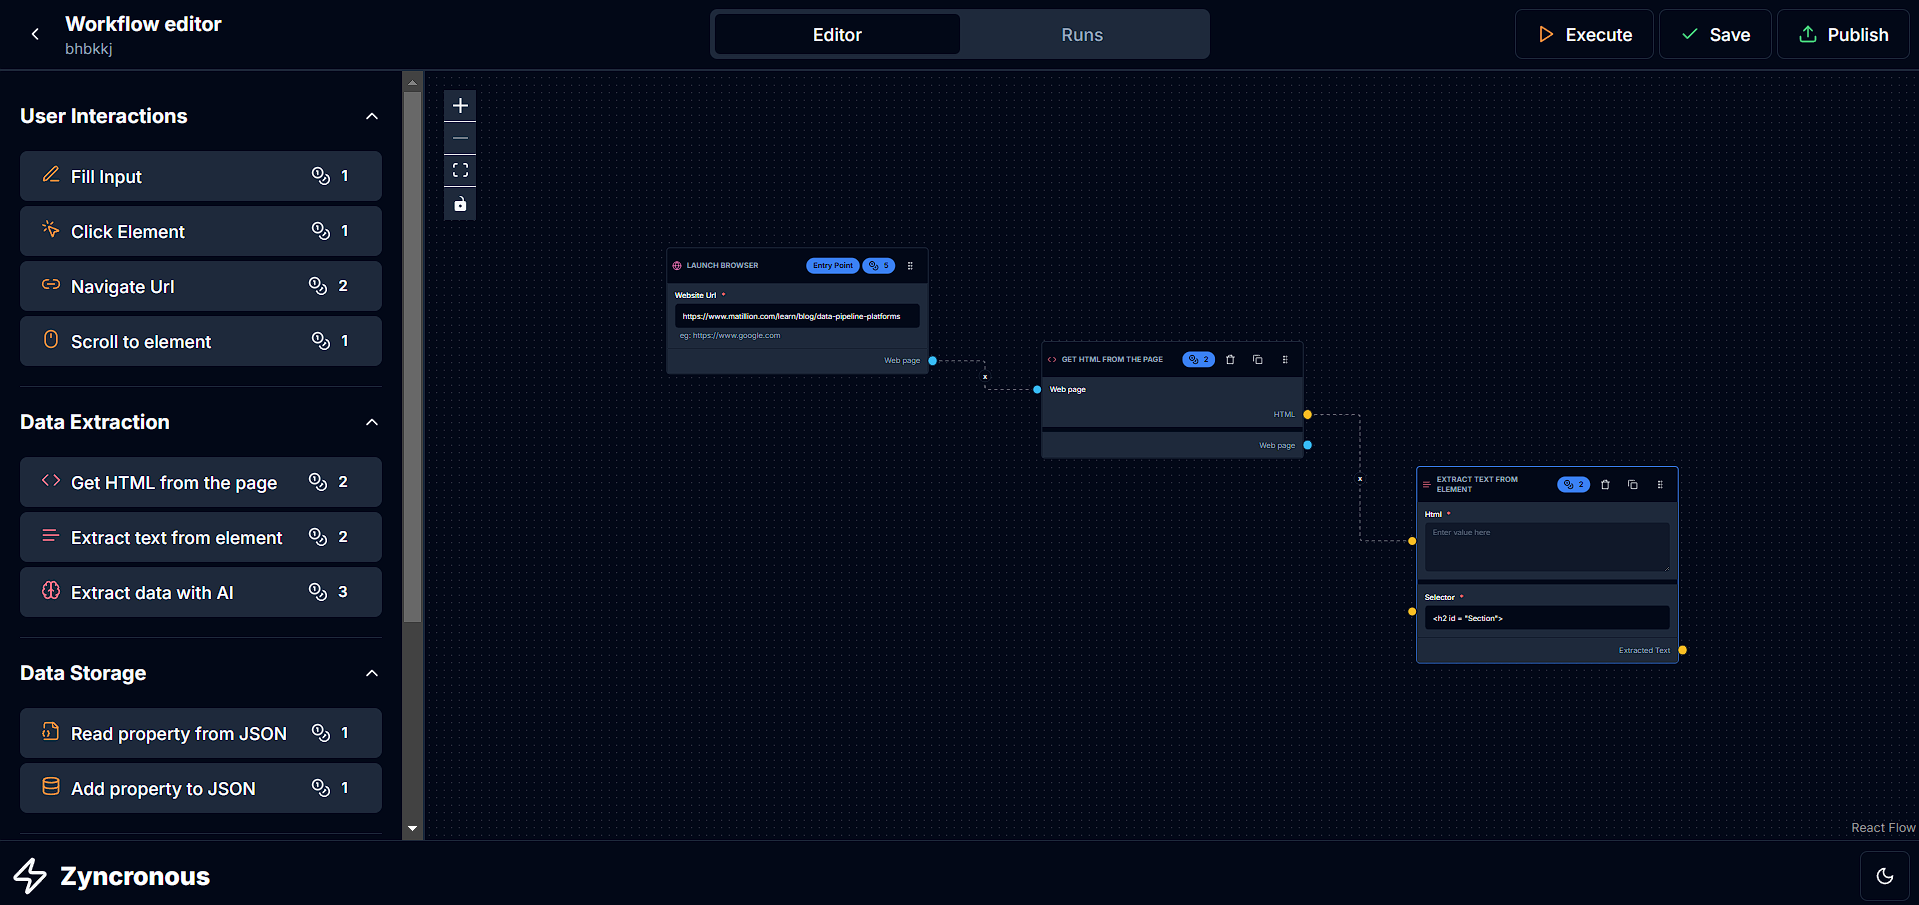 Workflow editor
bhbkkj
Editor
Runs
Execute
Save
Publish
User Interactions
Fill Input 1
Click Element 1
Navigate Url 2
Scroll to element 1
Data Extraction
Get HTML from the page 2
Extract text from element 2
Extract data with AI 3
Data Storage
Read property from JSON 1
Add property to JSON 1
LAUNCH BROWSER Entry Point 5
Website Url *
https://www.matillion.com/learn/blog/data-pipeline-platforms
eg: https://www.google.com
Web page
x
GET HTML FROM THE PAGE 2
Web page
HTML
Web page
x
EXTRACT TEXT FROM
ELEMENT
2
Html *
Enter value here
Selector *
<h2 id = "Section">
Extracted Text
React Flow
Zyncronous